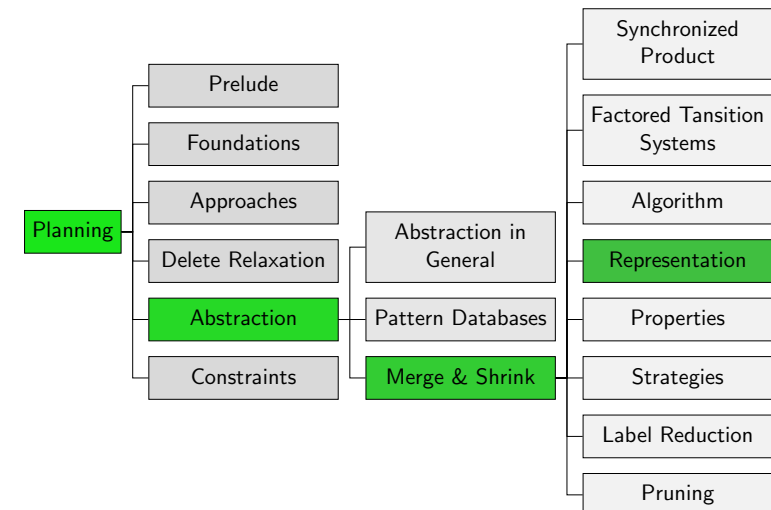 Planning
Prelude
Foundations
Approaches
Delete Relaxation
Abstraction
Constraints
Abstraction in
General
Pattern Databases
Merge & Shrink
Synchronized
Product
Factored Tansition
Systems
Algorithm
Representation
Properties
Strategies
Label Reduction
Pruning